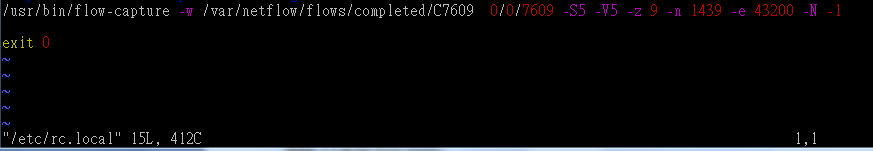 /usr/bin/flow-capture -w /var/netflow/flows/completed/C7609 0/0/7609 -S5 -V5 -z 9 -n 1439 -e 43200 -N -1
exit 0
~
~
~
~
~
"/etc/rc.local" 15L, 412C 1,1